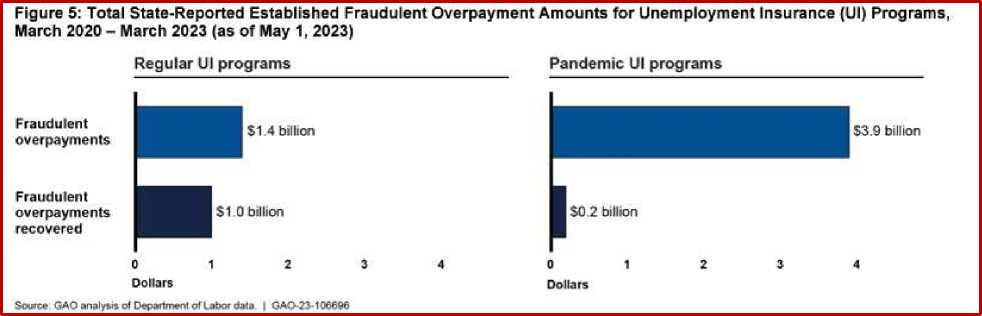 Figure 5: Total State-Reported Established Fraudulent Overpayment Amounts for Unemployment Insurance (UI) Programs,
March 2020 – March 2023 (as of May 1, 2023)
Regular UI programs
Pandemic UI programs
Fraudulent
overpayments
$1.4 billion
$3.9 billion
Fraudulent
overpayments
recovered
$1.0 billion
$0.2 billion
0 1 2 3 4
Dollars
0 1 2 3 4
Dollars
Source: GAO analysis of Department of Labor data. | GAO-23-106696